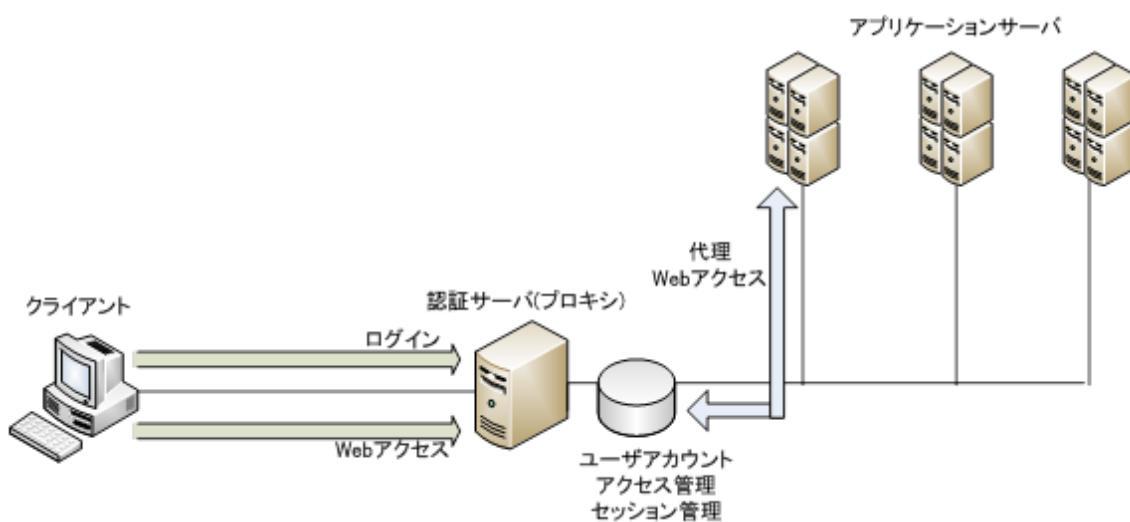 アプリケーションサーバ
代理
Webアクセス
クライアント
認証サーバ(プロキシ)
ログイン
Webアクセス
ユーザアカウント
アクセス管理
セッション管理